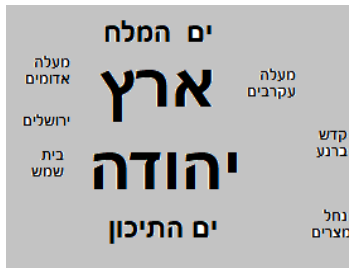 ים המלח
מעלה
אדומים
ארץ
מעלה
עקרבים
ירושלים
קדש
ברנע
בית
שמש
יהודה
נחל
מצרים
ים התיכון